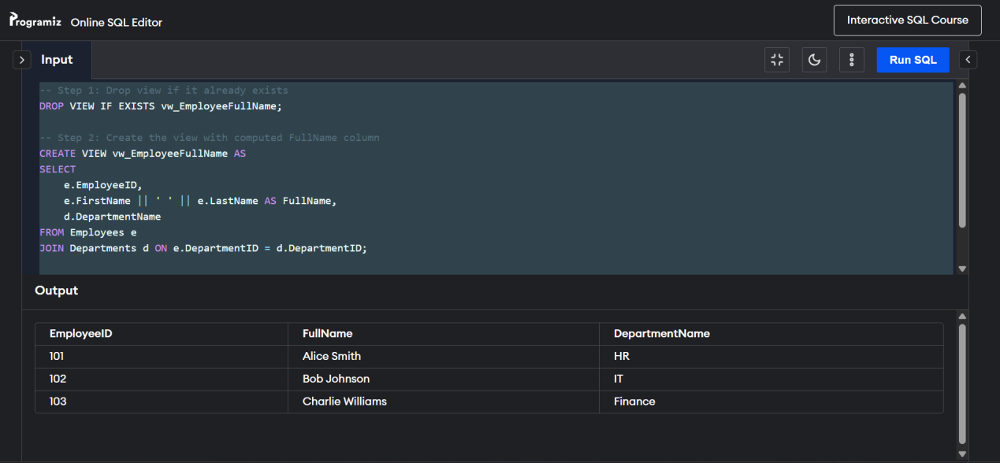 Programiz Online SQL Editor
Interactive SQL Course
Input
Run SQL
-- Step 1: Drop view if it already exists
DROP VIEW IF EXISTS vw_EmployeeFullName;
-- Step 2: Create the view with computed FullName column
CREATE VIEW vw_EmployeeFullName AS
SELECT
    e.EmployeeID,
    e.FirstName || ' ' || e.LastName AS FullName,
    d.DepartmentName
FROM Employees e
JOIN Departments d ON e.DepartmentID = d.DepartmentID;
Output
EmployeeID FullName DepartmentName
101 Alice Smith HR
102 Bob Johnson IT
103 Charlie Williams Finance